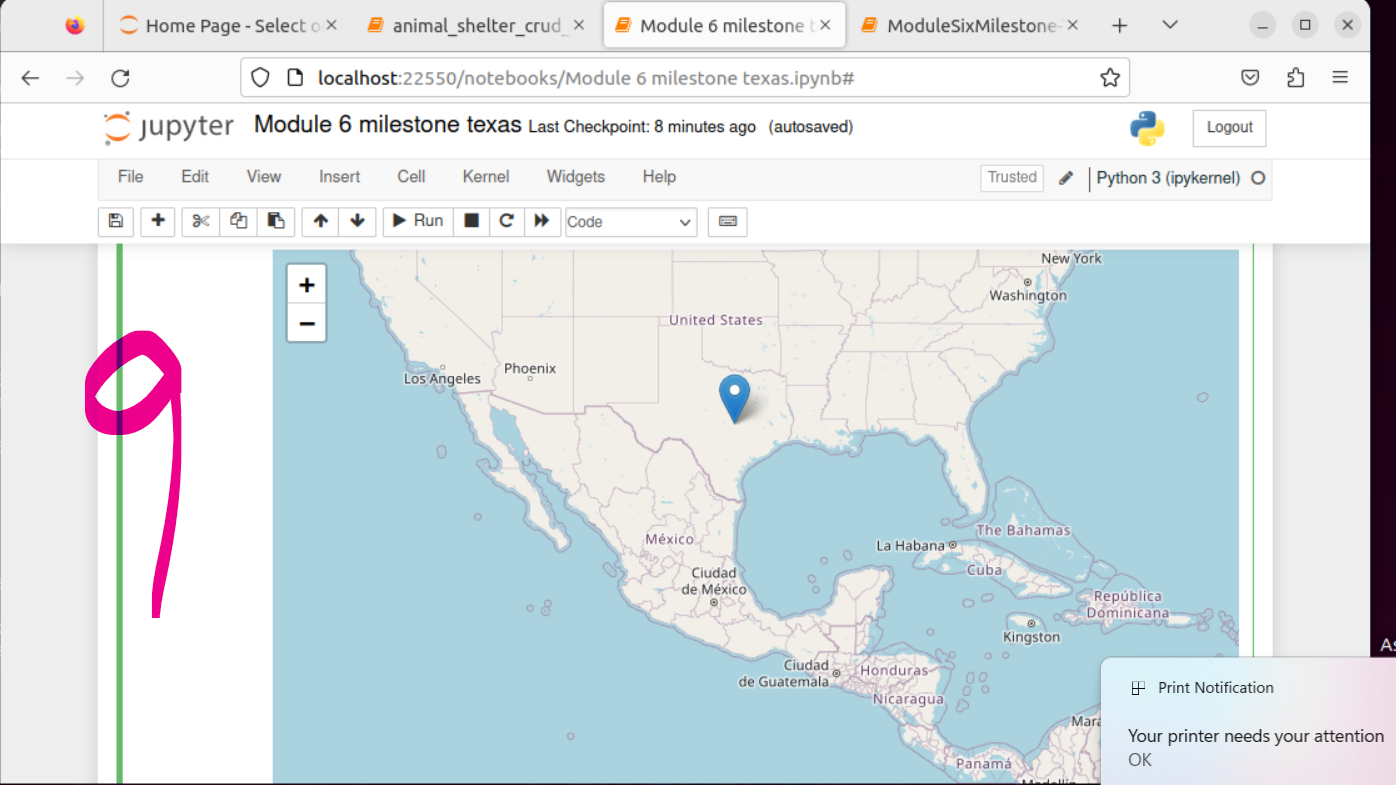 Home Page - Select o
animal_shelter_crud_
Module 6 milestone t
ModuleSixMilestone-
localhost:22550/notebooks/Module 6 milestone texas.ipynb#
jupyter Module 6 milestone texas Last Checkpoint: 8 minutes ago (autosaved)
Logout
File Edit View Insert Cell Kernel Widgets Help
Trusted Python 3 (ipykernel)
Run Code
+
−
New York
Washington
United States
Phoenix
Los Angeles
9
The Bahamas
México
La Habana
Cuba
Ciudad
de México
República
Dominicana
Kingston
Ciudad
de Guatemala
Honduras
Nicaragua
Panamá
Print Notification
Your printer needs your attention
OK